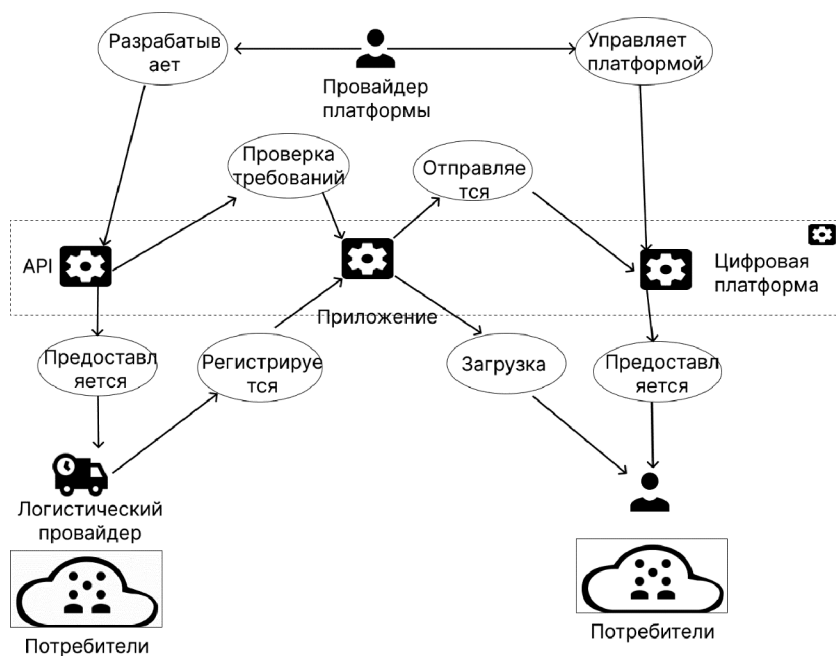 Разрабатыв
ает
Управляет
платформой
Провайдер
платформы
Проверка
требований
Отправляе
тся
API
Цифровая
платформа
Приложение
Предоставл
яется
Регистрируе
тся
Загрузка
Предоставл
яется
Логистический
провайдер
Потребители
Потребители